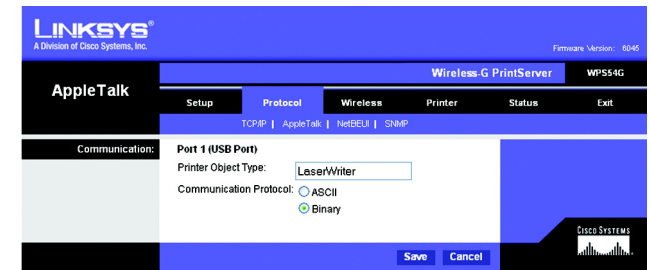 LINKSYS®
A Division of Cisco Systems, Inc.
Firmware Version: 6045
AppleTalk
Wireless-G PrintServer WPS54G
Setup Protocol Wireless Printer Status Exit
TCP/IP | AppleTalk | NetBEUI | SNMP
Communication:
Port 1 (USB Port)
Printer Object Type: LaserWriter
Communication Protocol: ASCII
Binary
CISCO SYSTEMS
Save Cancel